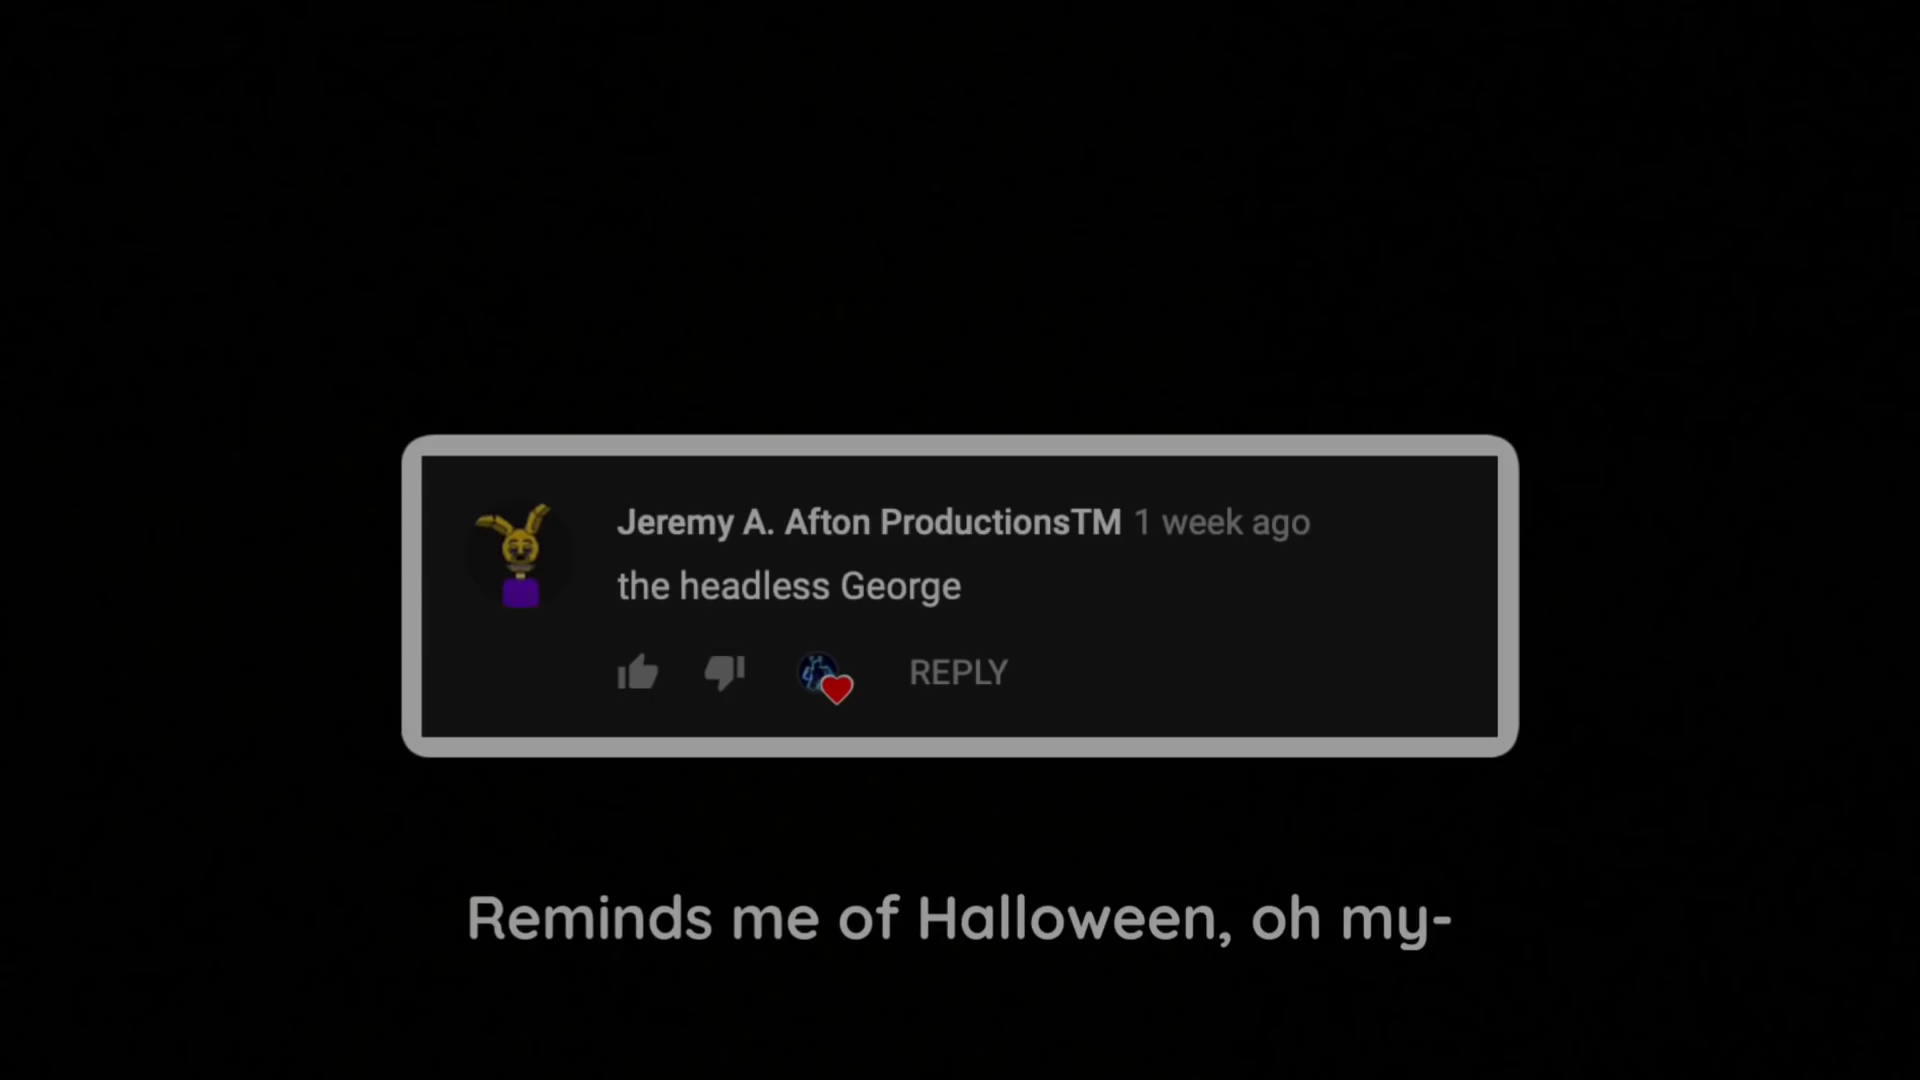 Jeremy A. Afton ProductionsTM 1 week ago
the headless George
REPLY
Reminds me of Halloween, oh my-